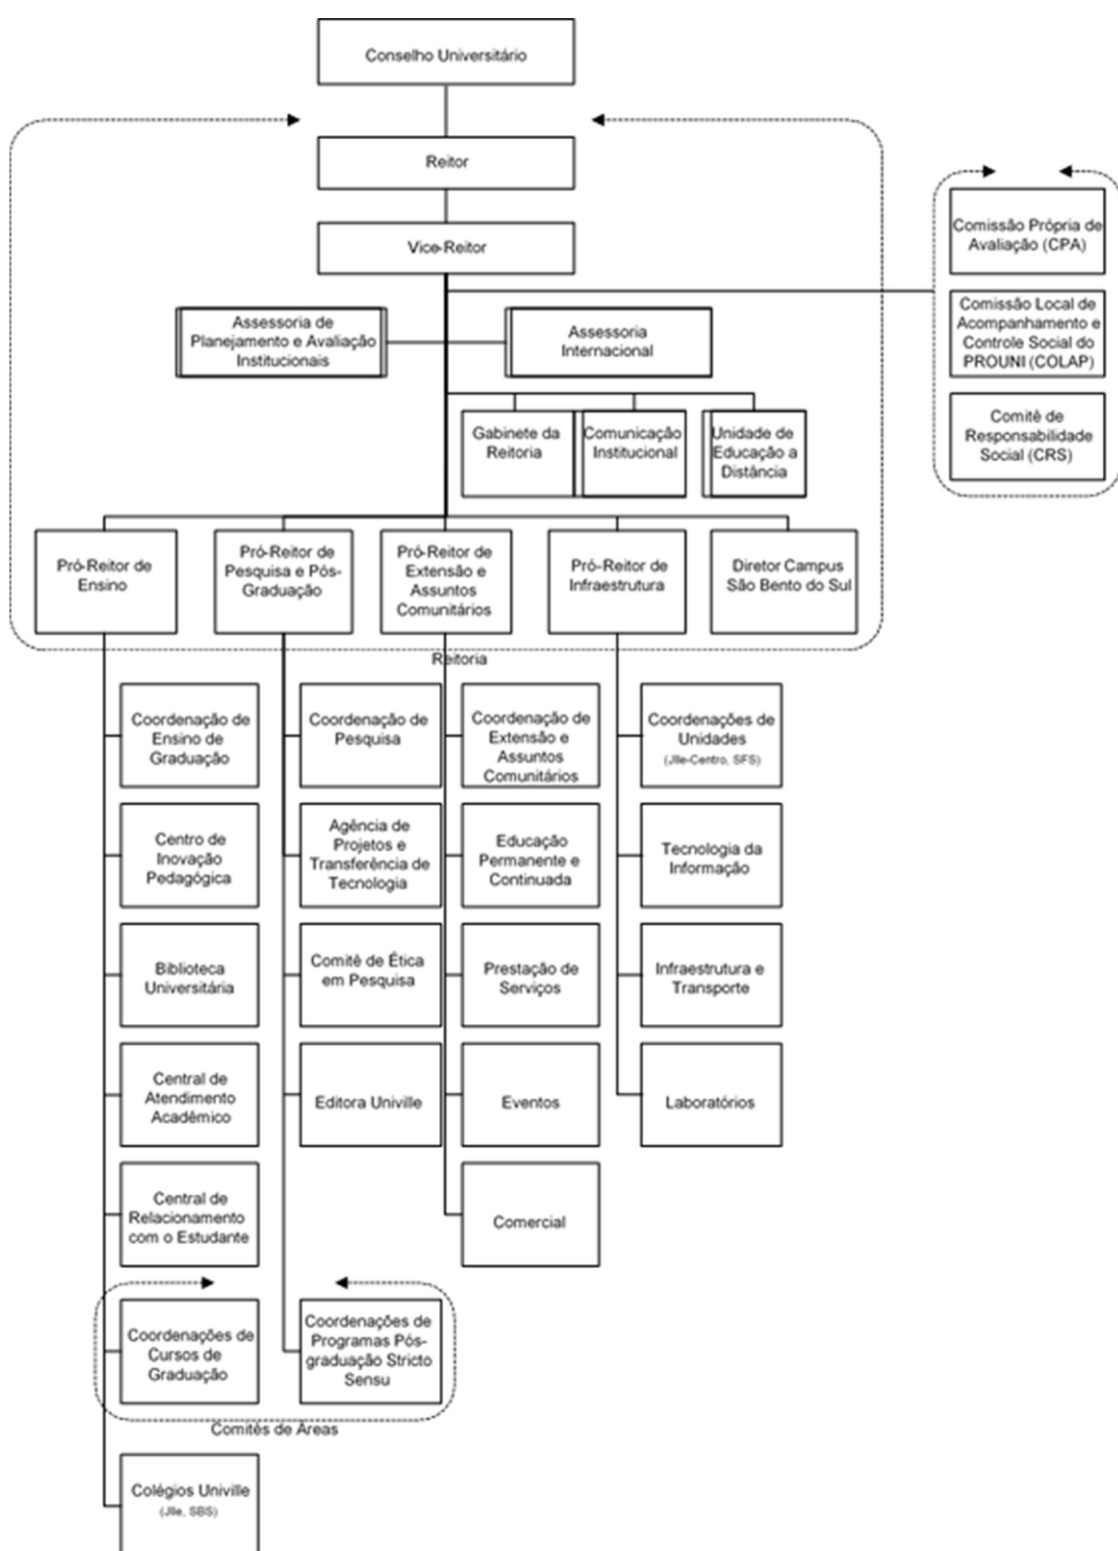 Conselho Universitário
Reitor
Vice-Reitor
Comissão Própria de
Avaliação (CPA)
Comissão Local de
Acompanhamento e
Controle Social do
PROUNI (COLAP)
Comitê de
Responsabilidade
Social (CRS)
Assessoria de
Planejamento e Avaliação
Institucionais
Assessoria
Internacional
Gabinete da
Reitoria
Comunicação
Institucional
Unidade de
Educação a
Distância
Pró-Reitor de
Ensino
Pró-Reitor de
Pesquisa e Pós-
Graduação
Pró-Reitor de
Extensão e
Assuntos
Comunitários
Pró-Reitor de
Infraestrutura
Diretor Campus
São Bento do Sul
Reitoria
Coordenação de
Ensino de
Graduação
Centro de
Inovação
Pedagógica
Biblioteca
Universitária
Central de
Atendimento
Acadêmico
Central de
Relacionamento
com o Estudante
Coordenações de
Cursos de
Graduação
Colégios Univille
(Jlle, SBS)
Coordenação de
Pesquisa
Agência de
Projetos e
Transferência de
Tecnologia
Comitê de Ética
em Pesquisa
Editora Univille
Coordenações de
Programas Pós-
graduação Stricto
Sensu
Comitês de Áreas
Coordenação de
Extensão e
Assuntos
Comunitários
Educação
Permanente e
Continuada
Prestação de
Serviços
Eventos
Comercial
Coordenações de
Unidades
(Jlle-Centro, SFS)
Tecnologia da
Informação
Infraestrutura e
Transporte
Laboratórios